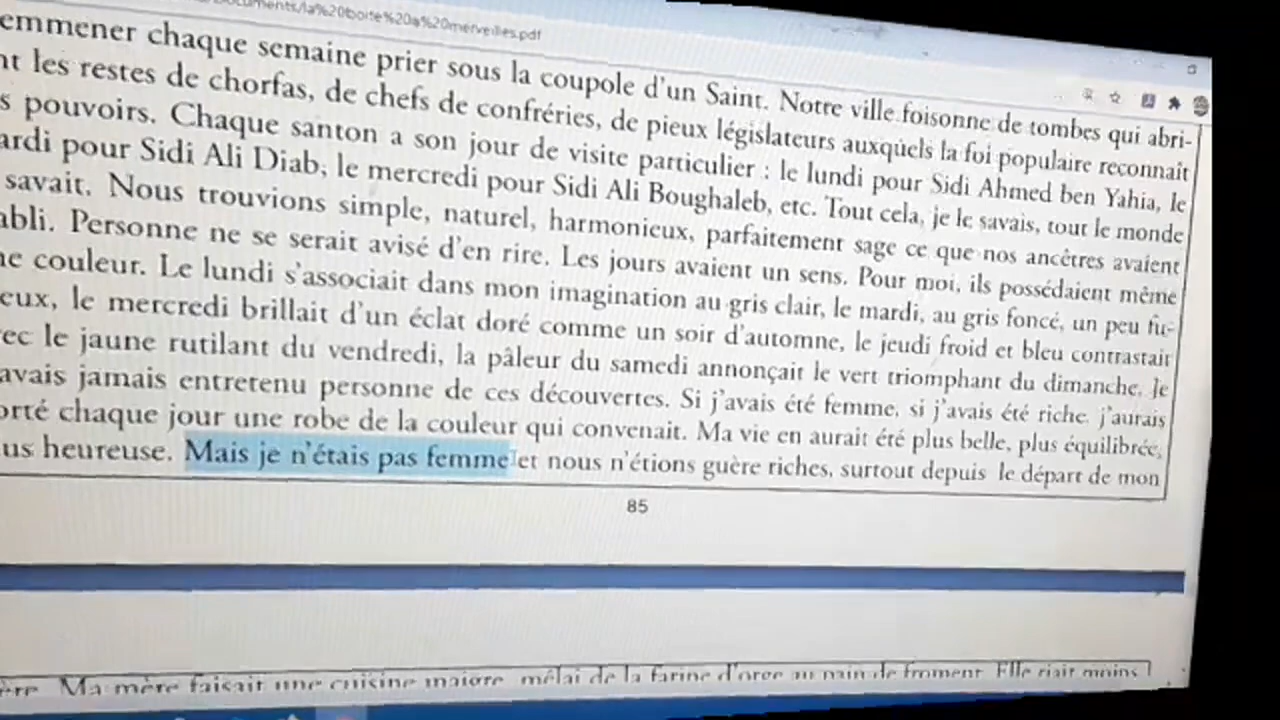 Documents/la%20boite%20a%20merveilles.pdf
emmener chaque semaine prier sous la coupole d'un Saint. Notre ville foisonne de tombes qui abri-
nt les restes de chorfas, de chefs de confréries, de pieux législateurs auxquels la foi populaire reconnaît
s pouvoirs. Chaque santon a son jour de visite particulier : le lundi pour Sidi Ahmed ben Yahia, le
ardi pour Sidi Ali Diab, le mercredi pour Sidi Ali Boughaleb, etc. Tout cela, je le savais, tout le monde
savait. Nous trouvions simple, naturel, harmonieux, parfaitement sage ce que nos ancêtres avaient
abli. Personne ne se serait avisé d'en rire. Les jours avaient un sens. Pour moi, ils possédaient même
ne couleur. Le lundi s'associait dans mon imagination au gris clair, le mardi, au gris foncé, un peu fu-
eux, le mercredi brillait d'un éclat doré comme un soir d'automne, le jeudi froid et bleu contrastait
ec le jaune rutilant du vendredi, la pâleur du samedi annonçait le vert triomphant du dimanche. Je
avais jamais entretenu personne de ces découvertes. Si j'avais été femme, si j'avais été riche, j'aurais
orté chaque jour une robe de la couleur qui convenait. Ma vie en aurait été plus belle, plus équilibrée,
us heureuse. Mais je n'étais pas femme et nous n'étions guère riches, surtout depuis le départ de mon
85
ère. Ma mère faisait une cuisine maigre, mélai de la farine d'orge au pain de froment. Elle riait moins